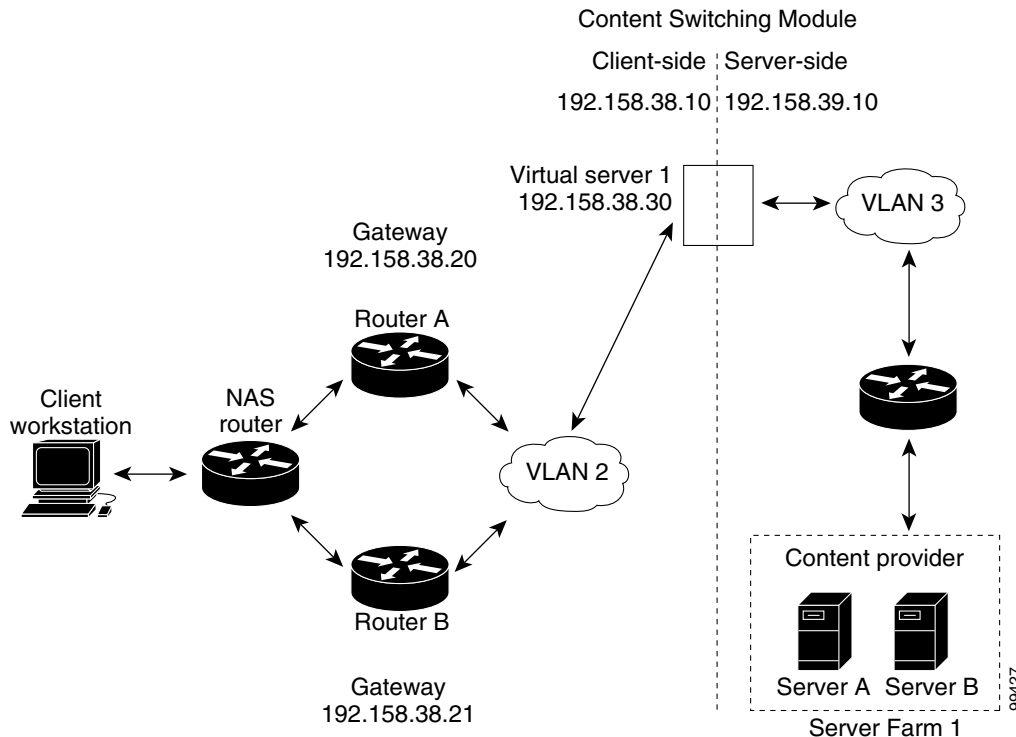 Content Switching Module
Client-side
Server-side
192.158.38.10
192.158.39.10
Virtual server 1
192.158.38.30
VLAN 3
Gateway
192.158.38.20
Router A
Client
workstation
NAS
router
VLAN 2
Router B
Gateway
192.158.38.21
Content provider
Server A
Server B
Server Farm 1
99427